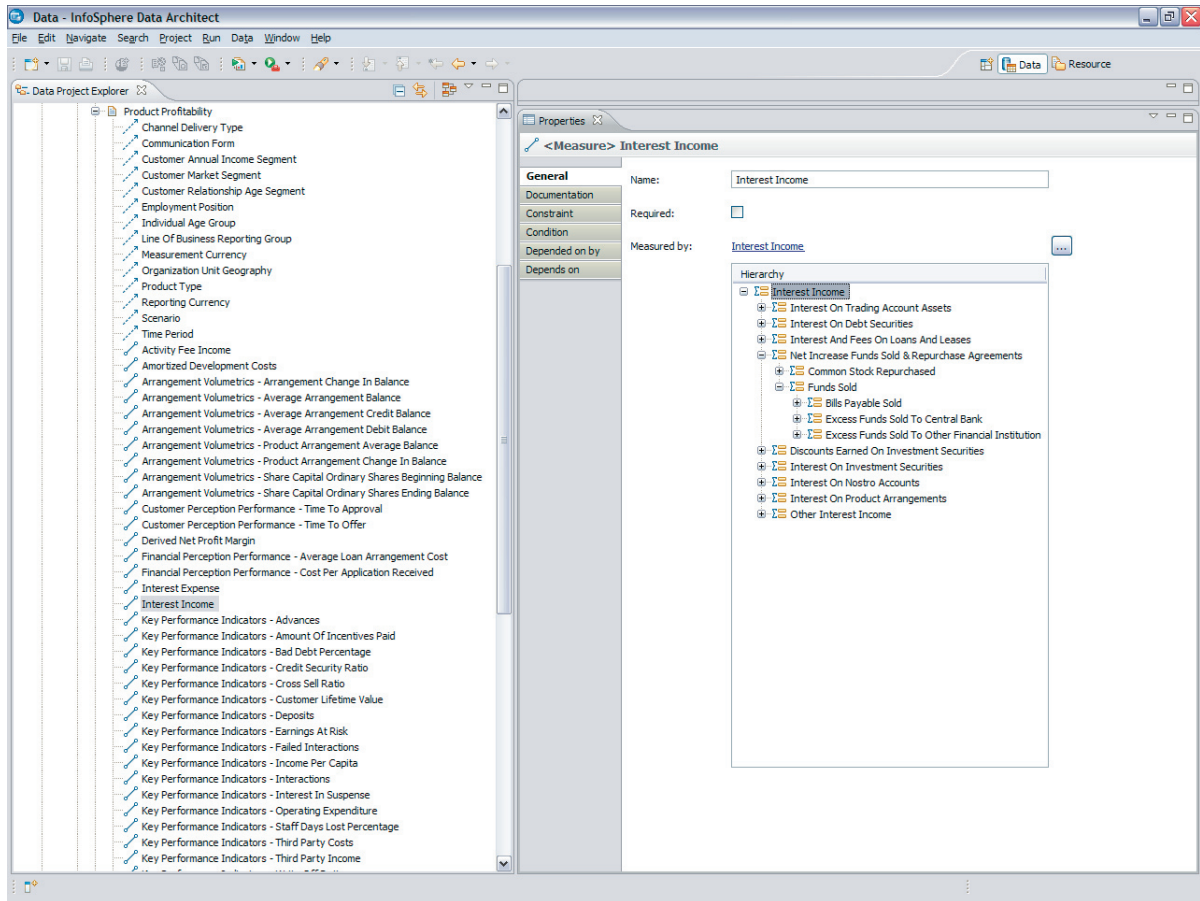 Data - InfoSphere Data Architect
File Edit Navigate Search Project Run Data Window Help
Data Resource
Data Project Explorer
Product Profitability
Channel Delivery Type
Communication Form
Customer Annual Income Segment
Customer Market Segment
Customer Relationship Age Segment
Employment Position
Individual Age Group
Line Of Business Reporting Group
Measurement Currency
Organization Unit Geography
Product Type
Reporting Currency
Scenario
Time Period
Activity Fee Income
Amortized Development Costs
Arrangement Volumetrics - Arrangement Change In Balance
Arrangement Volumetrics - Average Arrangement Balance
Arrangement Volumetrics - Average Arrangement Credit Balance
Arrangement Volumetrics - Average Arrangement Debit Balance
Arrangement Volumetrics - Product Arrangement Average Balance
Arrangement Volumetrics - Product Arrangement Change In Balance
Arrangement Volumetrics - Share Capital Ordinary Shares Beginning Balance
Arrangement Volumetrics - Share Capital Ordinary Shares Ending Balance
Customer Perception Performance - Time To Approval
Customer Perception Performance - Time To Offer
Derived Net Profit Margin
Financial Perception Performance - Average Loan Arrangement Cost
Financial Perception Performance - Cost Per Application Received
Interest Expense
Interest Income
Key Performance Indicators - Advances
Key Performance Indicators - Amount Of Incentives Paid
Key Performance Indicators - Bad Debt Percentage
Key Performance Indicators - Credit Security Ratio
Key Performance Indicators - Cross Sell Ratio
Key Performance Indicators - Customer Lifetime Value
Key Performance Indicators - Deposits
Key Performance Indicators - Earnings At Risk
Key Performance Indicators - Failed Interactions
Key Performance Indicators - Income Per Capita
Key Performance Indicators - Interactions
Key Performance Indicators - Interest In Suspense
Key Performance Indicators - Operating Expenditure
Key Performance Indicators - Staff Days Lost Percentage
Key Performance Indicators - Third Party Costs
Key Performance Indicators - Third Party Income
Properties
<Measure> Interest Income
General
Documentation
Constraint
Condition
Depended on by
Depends on
Name: Interest Income
Required:
Measured by: Interest Income ...
Hierarchy
Interest Income
Interest On Trading Account Assets
Interest On Debt Securities
Interest And Fees On Loans And Leases
Net Increase Funds Sold & Repurchase Agreements
Common Stock Repurchased
Funds Sold
Bills Payable Sold
Excess Funds Sold To Central Bank
Excess Funds Sold To Other Financial Institution
Discounts Earned On Investment Securities
Interest On Investment Securities
Interest On Nostro Accounts
Interest On Product Arrangements
Other Interest Income